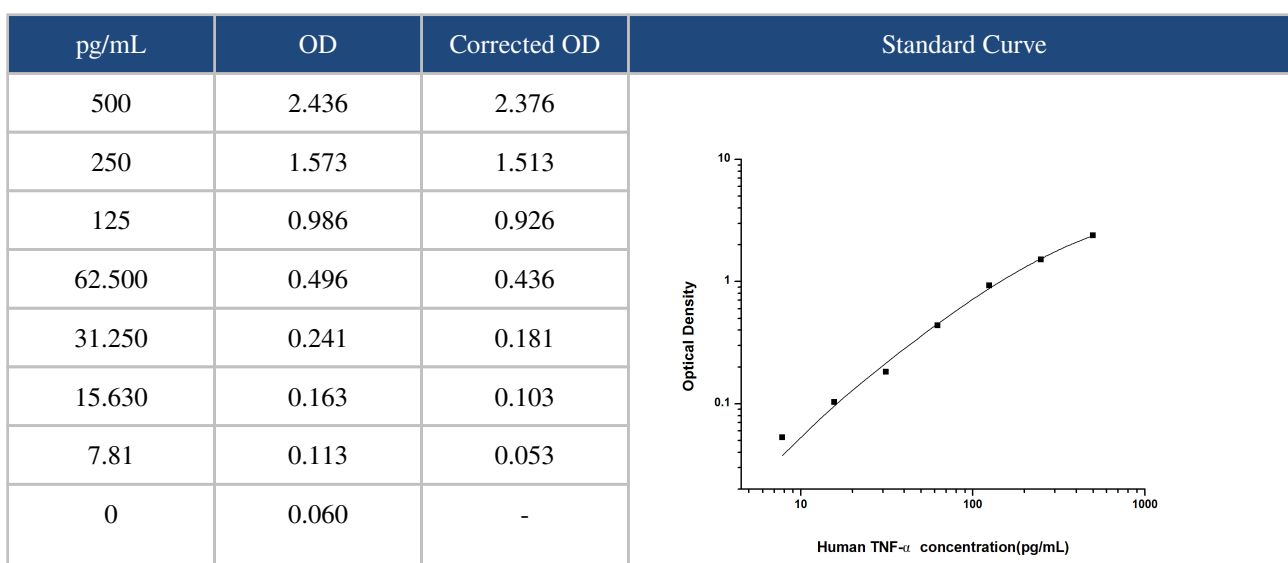 pg/mL OD Corrected OD Standard Curve
500 2.436 2.376
250 1.573 1.513
125 0.986 0.926
62.500 0.496 0.436
31.250 0.241 0.181
15.630 0.163 0.103
7.81 0.113 0.053
0 0.060 -
10
1
0.1
Optical Density
10 100 1000
Human TNF-α concentration(pg/mL)